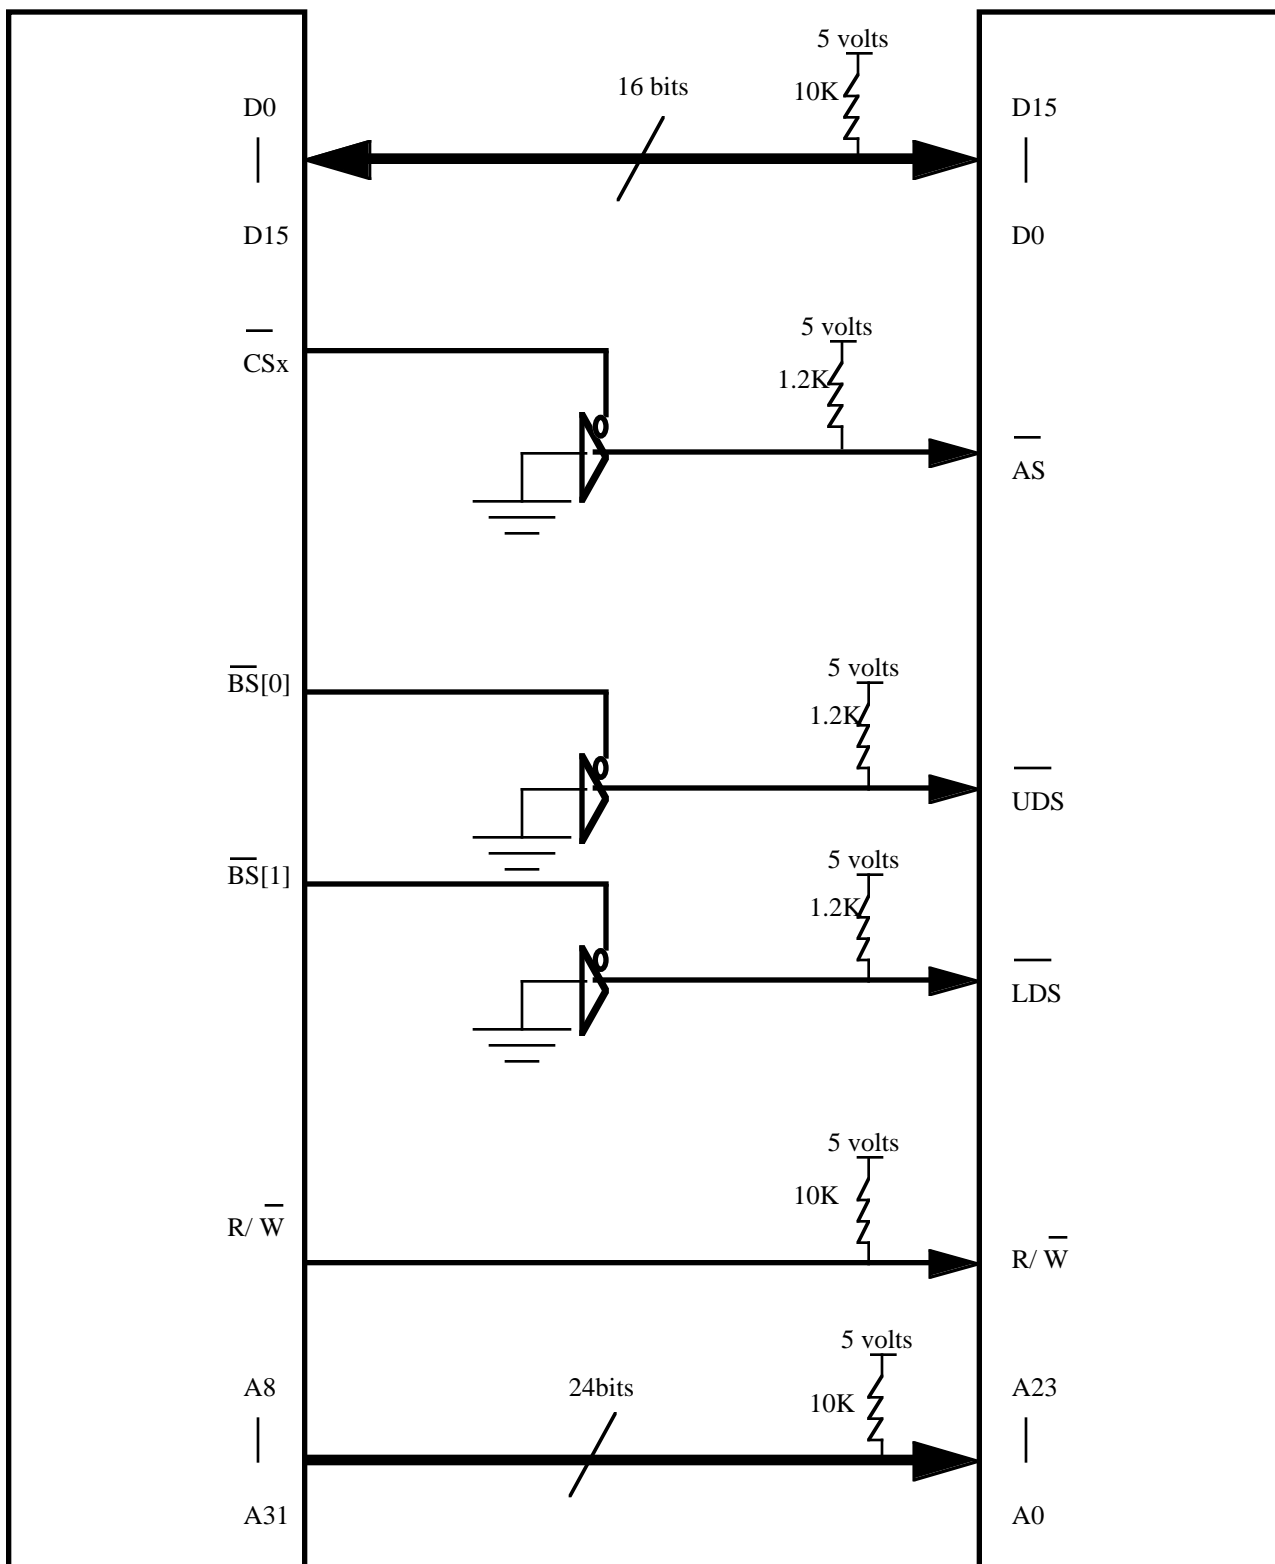 5 volts
16 bits
10K
D0
D15
D15
D0
5 volts
CSx
1.2K
AS
5 volts
BS[0]
1.2K
UDS
5 volts
BS[1]
1.2K
LDS
5 volts
10K
R/ W
R/ W
5 volts
A8
24bits
10K
A23
A31
A0